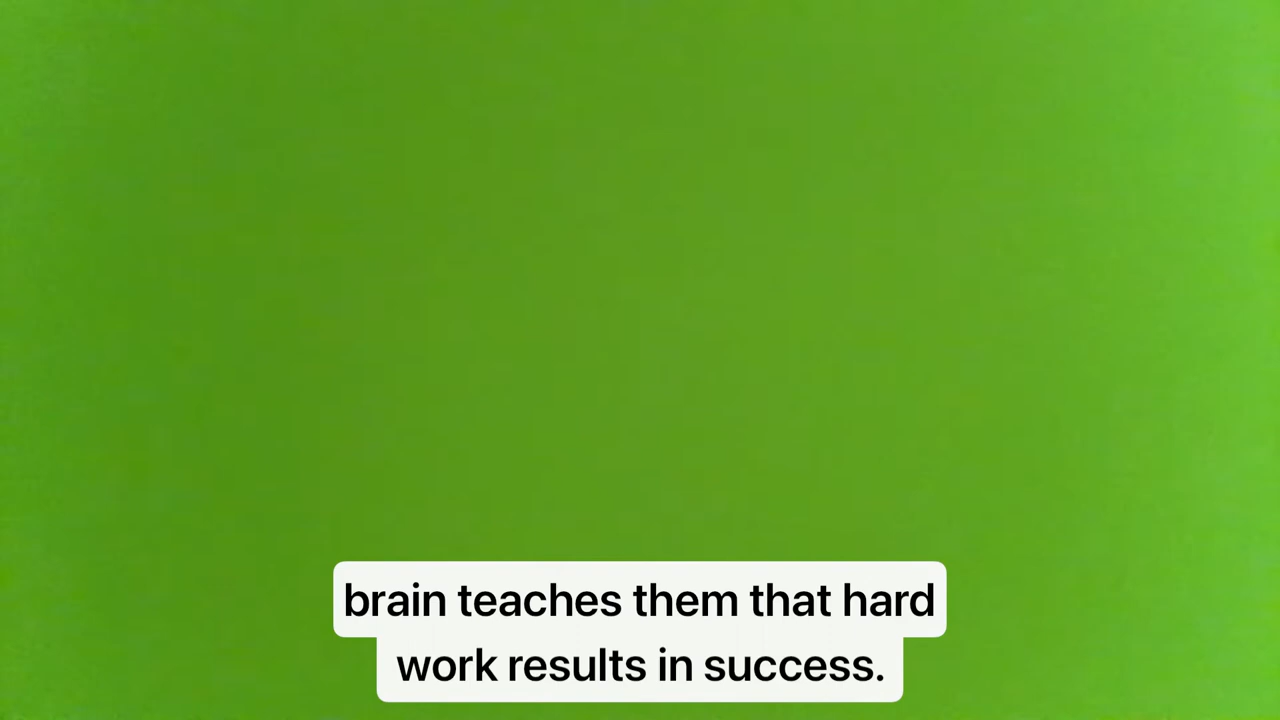 brain teaches them that hard
work results in success.